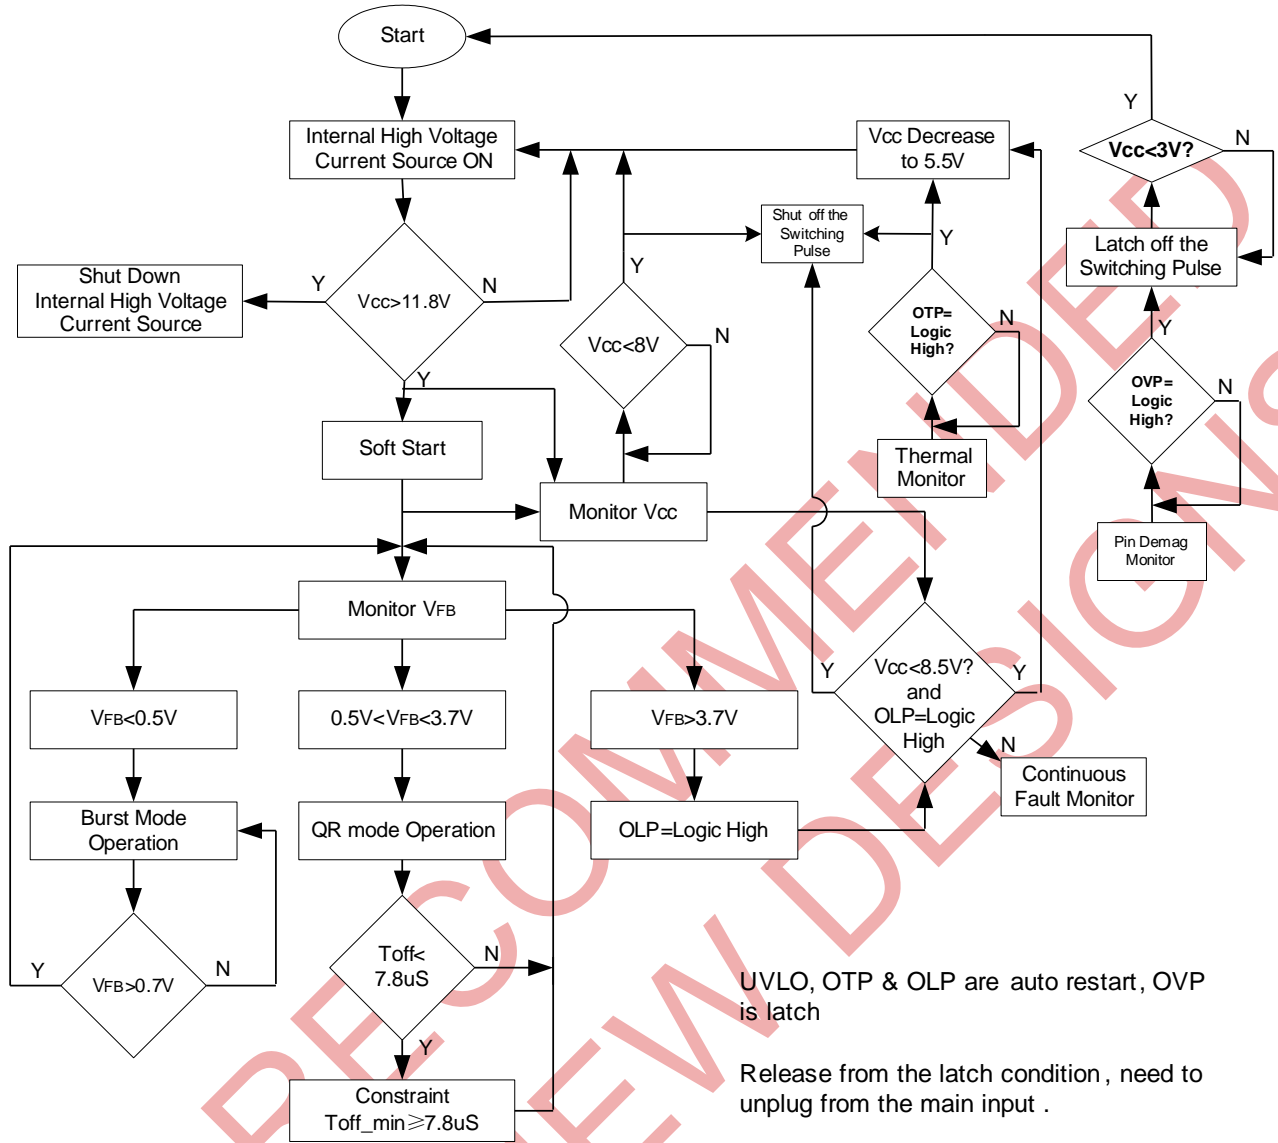 Start
Internal High Voltage
Current Source ON
Vcc Decrease
to 5.5V
Y
Vcc<3V?
N
Shut off the
Switching
Pulse
Y
Y
Latch off the
Switching Pulse
Shut Down
Internal High Voltage
Current Source
Y
Vcc>11.8V
N
Vcc<8V
N
OTP=
Logic
High?
N
Y
OVP=
Logic
High?
N
Y
Soft Start
Thermal
Monitor
Monitor Vcc
Pin Demag
Monitor
Monitor VFB
VFB<0.5V
0.5V<VFB<3.7V
VFB>3.7V
Y
Vcc<8.5V?
and
OLP=Logic
High
Y
N
Continuous
Fault Monitor
Burst Mode
Operation
QR mode Operation
OLP=Logic High
Y
VFB>0.7V
N
Toff<
7.8uS
N
Y
Constraint
Toff_min≥7.8uS
UVLO, OTP & OLP are auto restart, OVP
is latch
Release from the latch condition, need to
unplug from the main input .
RECOMMENDED
NEW DESIGNS